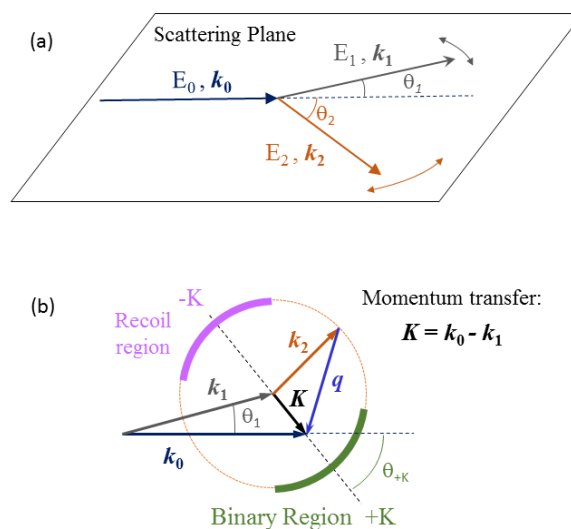 (a)
Scattering Plane
E₀ , k₀
E₁ , k₁
θ₁
θ₂
E₂ , k₂
(b)
-K
Recoil
region
Momentum transfer:
K = k₀ - k₁
k₂
q
k₁
K
θ₁
k₀
θ₊K
Binary Region +K